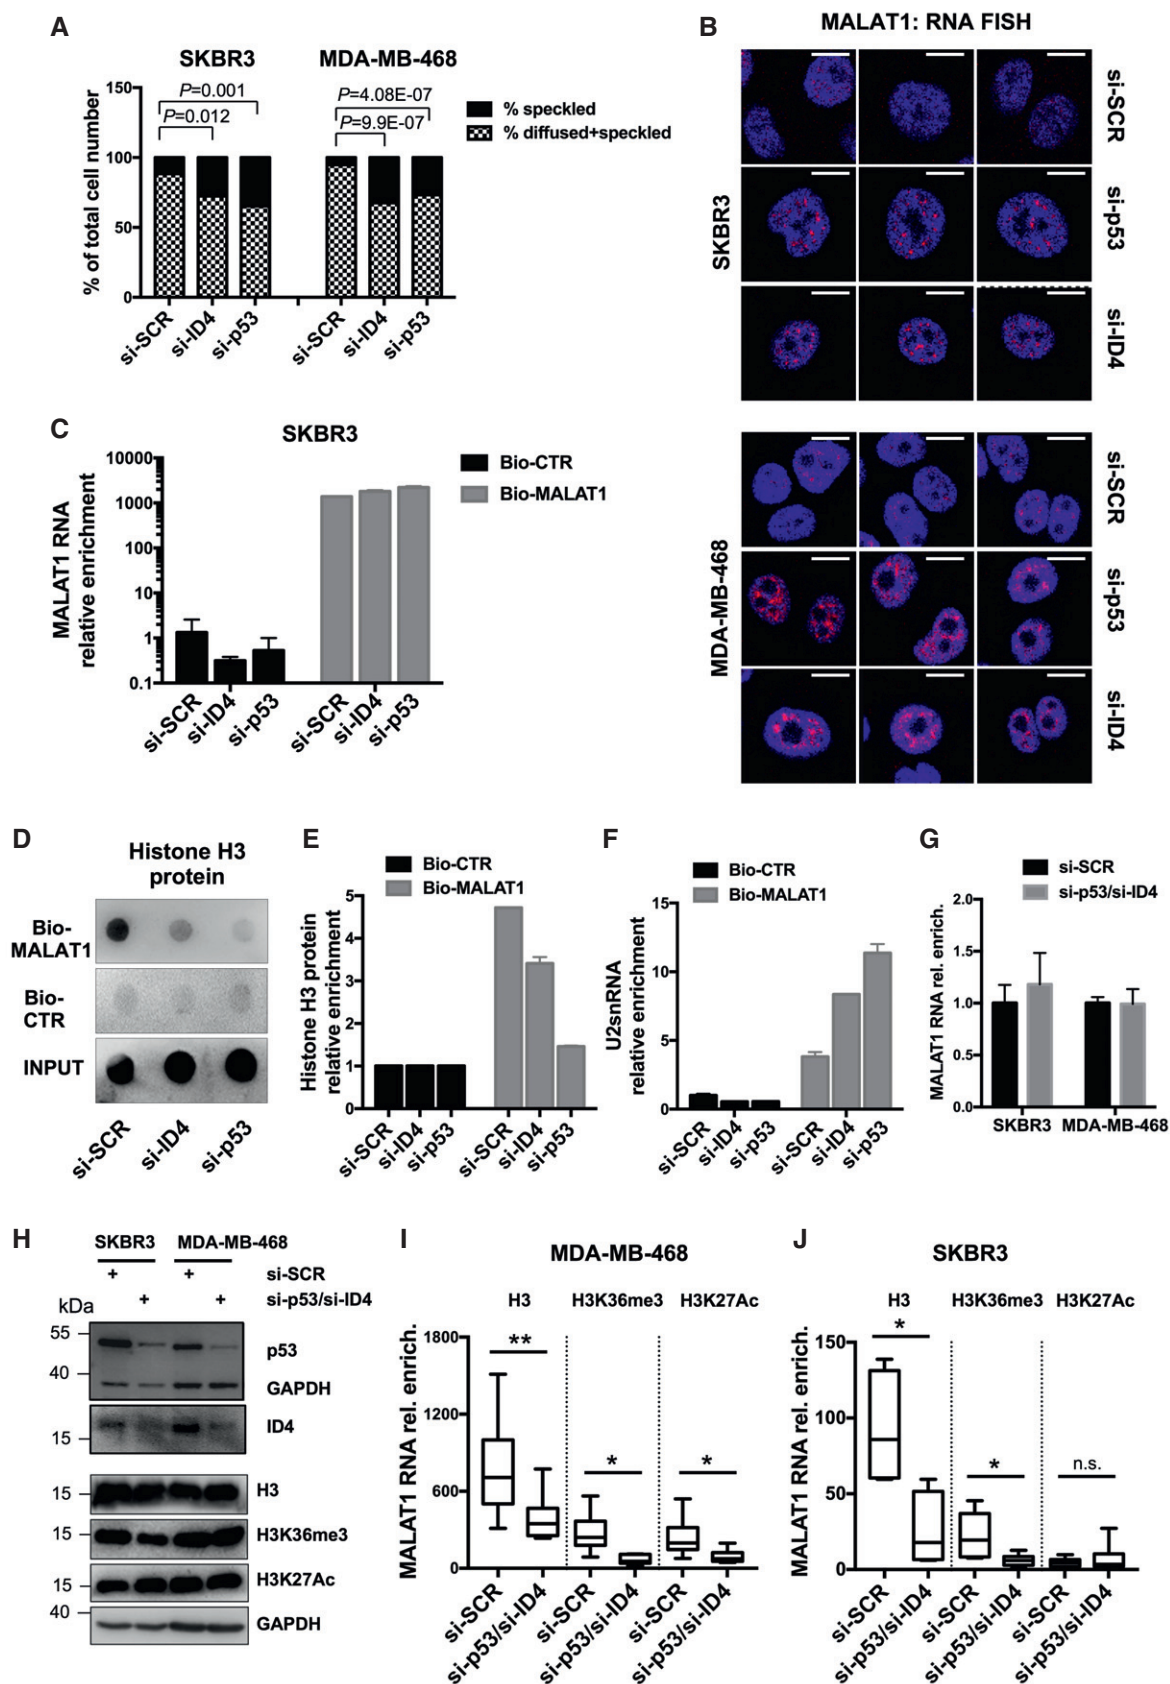 A
SKBR3 MDA-MB-468
% of total cell number
150
100
50
0
P=0.001
P=0.012
P=4.08E-07
P=9.9E-07
% speckled
% diffused+speckled
si-SCR si-ID4 si-p53 si-SCR si-ID4 si-p53
B
MALAT1: RNA FISH
SKBR3
si-SCR
si-p53
si-ID4
MDA-MB-468
si-SCR
si-p53
si-ID4
C
SKBR3
MALAT1 RNA
relative enrichment
10000
1000
100
10
1
0.1
Bio-CTR
Bio-MALAT1
si-SCR si-ID4 si-p53 si-SCR si-ID4 si-p53
D
Histone H3
protein
Bio-
MALAT1
Bio-
CTR
INPUT
si-SCR si-ID4 si-p53
E
Bio-CTR
Bio-MALAT1
Histone H3 protein
relative enrichment
5
4
3
2
1
0
si-SCR si-ID4 si-p53 si-SCR si-ID4 si-p53
F
Bio-CTR
Bio-MALAT1
U2snRNA
relative enrichment
15
10
5
0
si-SCR si-ID4 si-p53 si-SCR si-ID4 si-p53
G
si-SCR
si-p53/si-ID4
MALAT1 RNA rel. enrich.
2.0
1.5
1.0
0.5
0.0
SKBR3 MDA-MB-468
H
SKBR3 MDA-MB-468
+ + si-SCR
+ + si-p53/si-ID4
kDa
55
p53
40
GAPDH
ID4
15
15 H3
15 H3K36me3
15 H3K27Ac
40
GAPDH
I
MDA-MB-468
H3 H3K36me3 H3K27Ac
MALAT1 RNA rel. enrich.
1800
1200
600
0
** * *
si-SCR si-p53/si-ID4 si-SCR si-p53/si-ID4 si-SCR si-p53/si-ID4
J
SKBR3
H3 H3K36me3 H3K27Ac
MALAT1 RNA rel. enrich.
150
100
50
0
* * n.s.
si-SCR si-p53/si-ID4 si-SCR si-p53/si-ID4 si-SCR si-p53/si-ID4